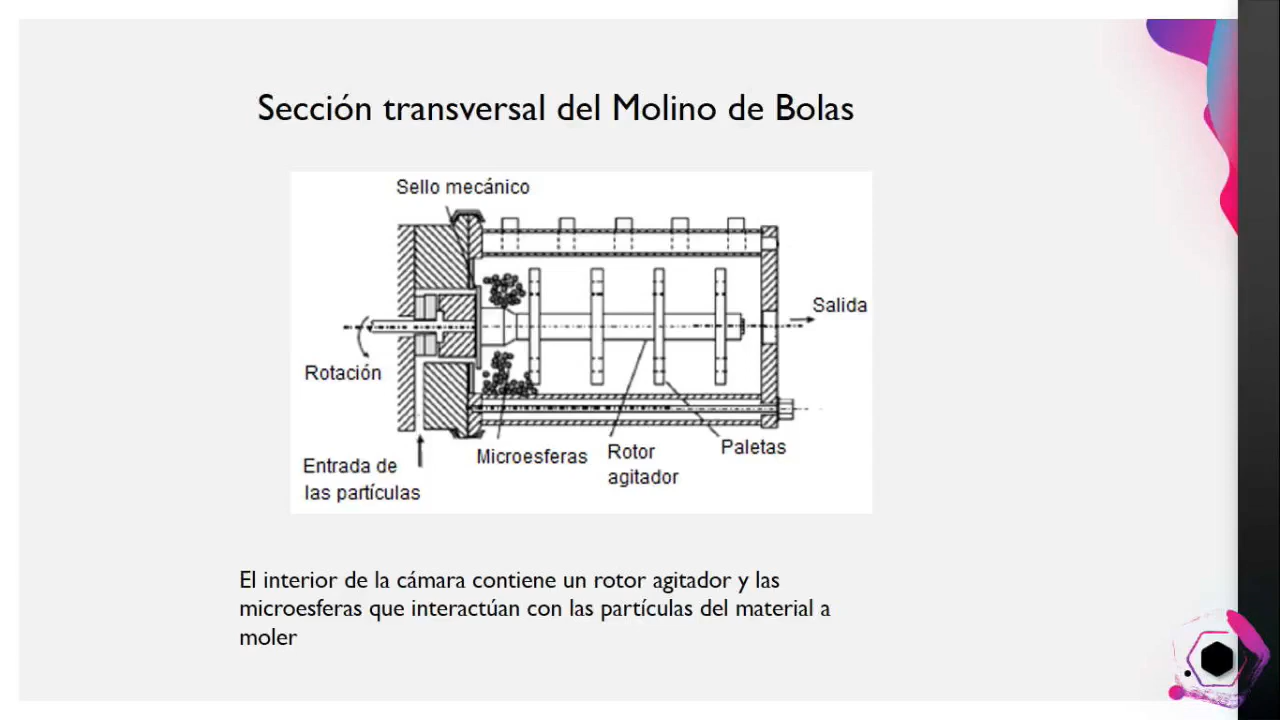 Sección transversal del Molino de Bolas
Sello mecánico
Salida
Rotación
Entrada de
las partículas
Microesferas
Rotor
agitador
Paletas
El interior de la cámara contiene un rotor agitador y las
microesferas que interactúan con las partículas del material a
moler